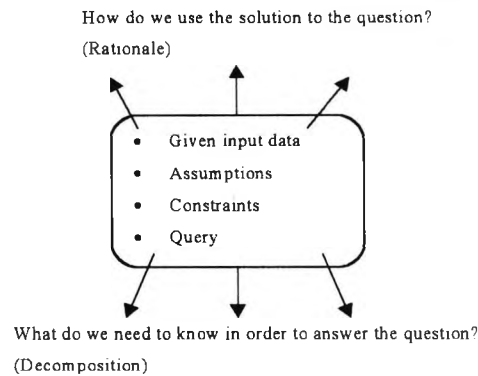 How do we use the solution to the question?
(Rationale)
• Given input data
• Assumptions
• Constraints
• Query
What do we need to know in order to answer the question?
(Decomposition)